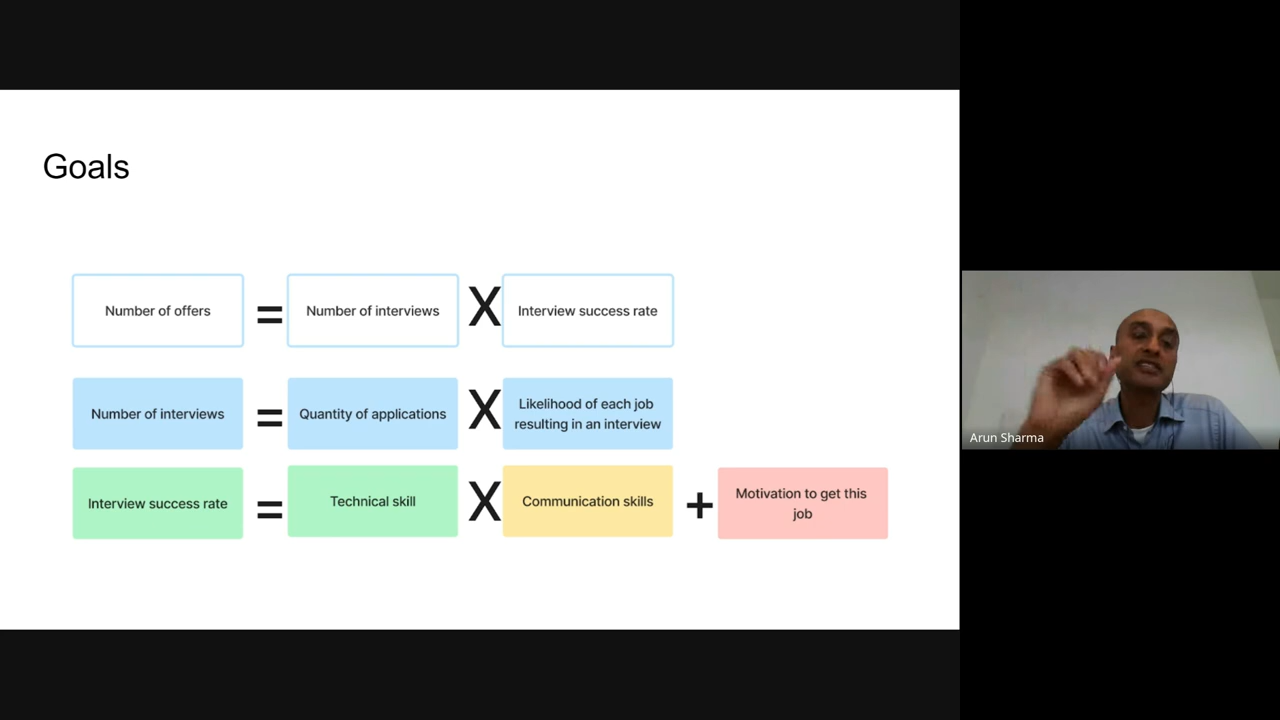 Goals
Number of offers = Number of interviews X Interview success rate
Number of interviews = Quantity of applications X Likelihood of each job
resulting in an interview
Interview success rate = Technical skill X Communication skills + Motivation to get this
job
Arun Sharma